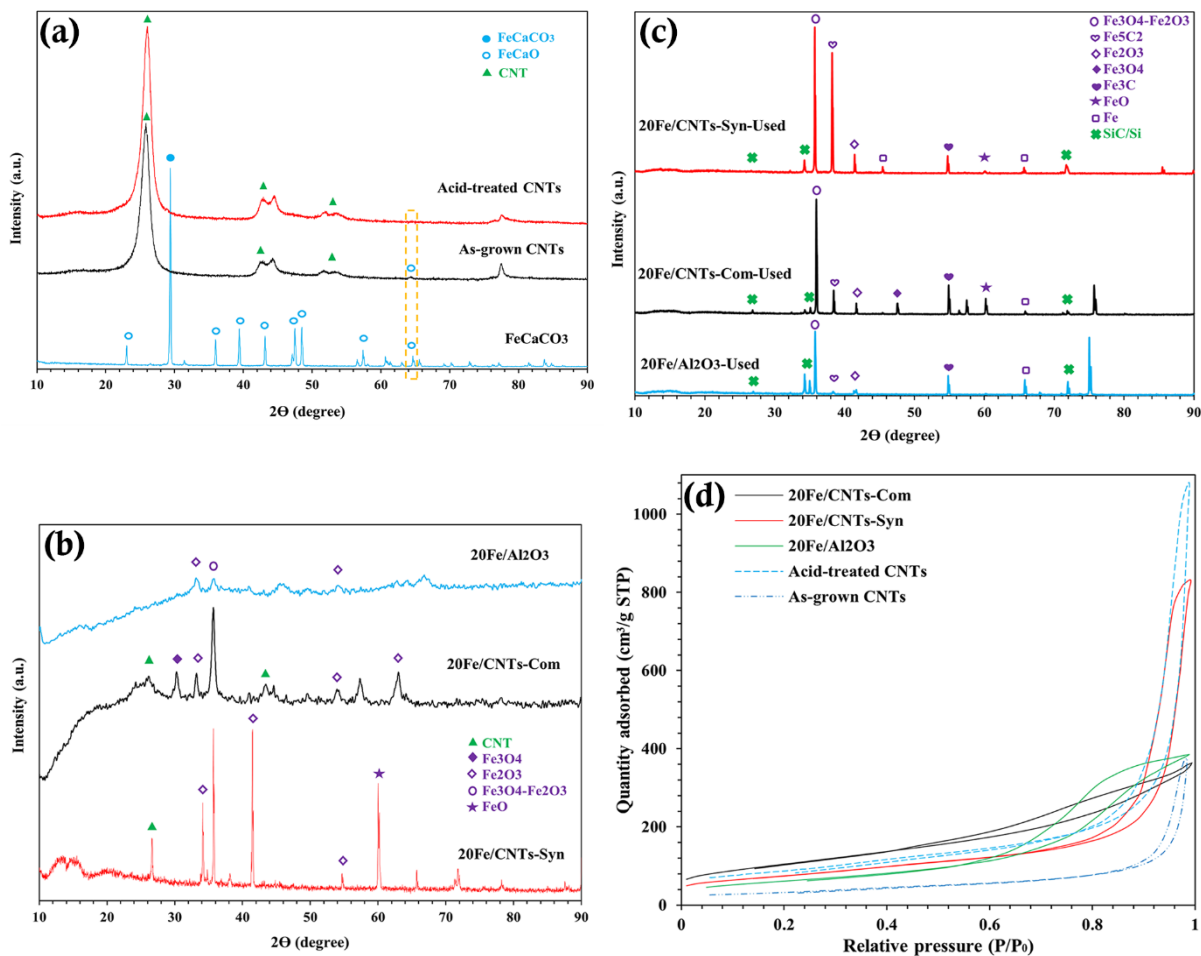 (a)
FeCaCO3
FeCaO
CNT
Acid-treated CNTs
As-grown CNTs
FeCaCO3
Intensity (a.u.)
10 20 30 40 50 60 70 80 90
2Θ (degree)
(c)
Fe3O4-Fe2O3
Fe5C2
Fe2O3
Fe3O4
Fe3C
FeO
Fe
SiC/Si
20Fe/CNTs-Syn-Used
20Fe/CNTs-Com-Used
20Fe/Al2O3-Used
Intensity (a.u.)
10 20 30 40 50 60 70 80 90
2Θ (degree)
(b)
20Fe/Al2O3
20Fe/CNTs-Com
CNT
Fe3O4
Fe2O3
Fe3O4-Fe2O3
FeO
20Fe/CNTs-Syn
Intensity (a.u.)
10 20 30 40 50 60 70 80 90
2Θ (degree)
(d)
20Fe/CNTs-Com
20Fe/CNTs-Syn
20Fe/Al2O3
Acid-treated CNTs
As-grown CNTs
Quantity adsorbed (cm³/g STP)
1000
800
600
400
200
0
0 0.2 0.4 0.6 0.8 1
Relative pressure (P/P0)